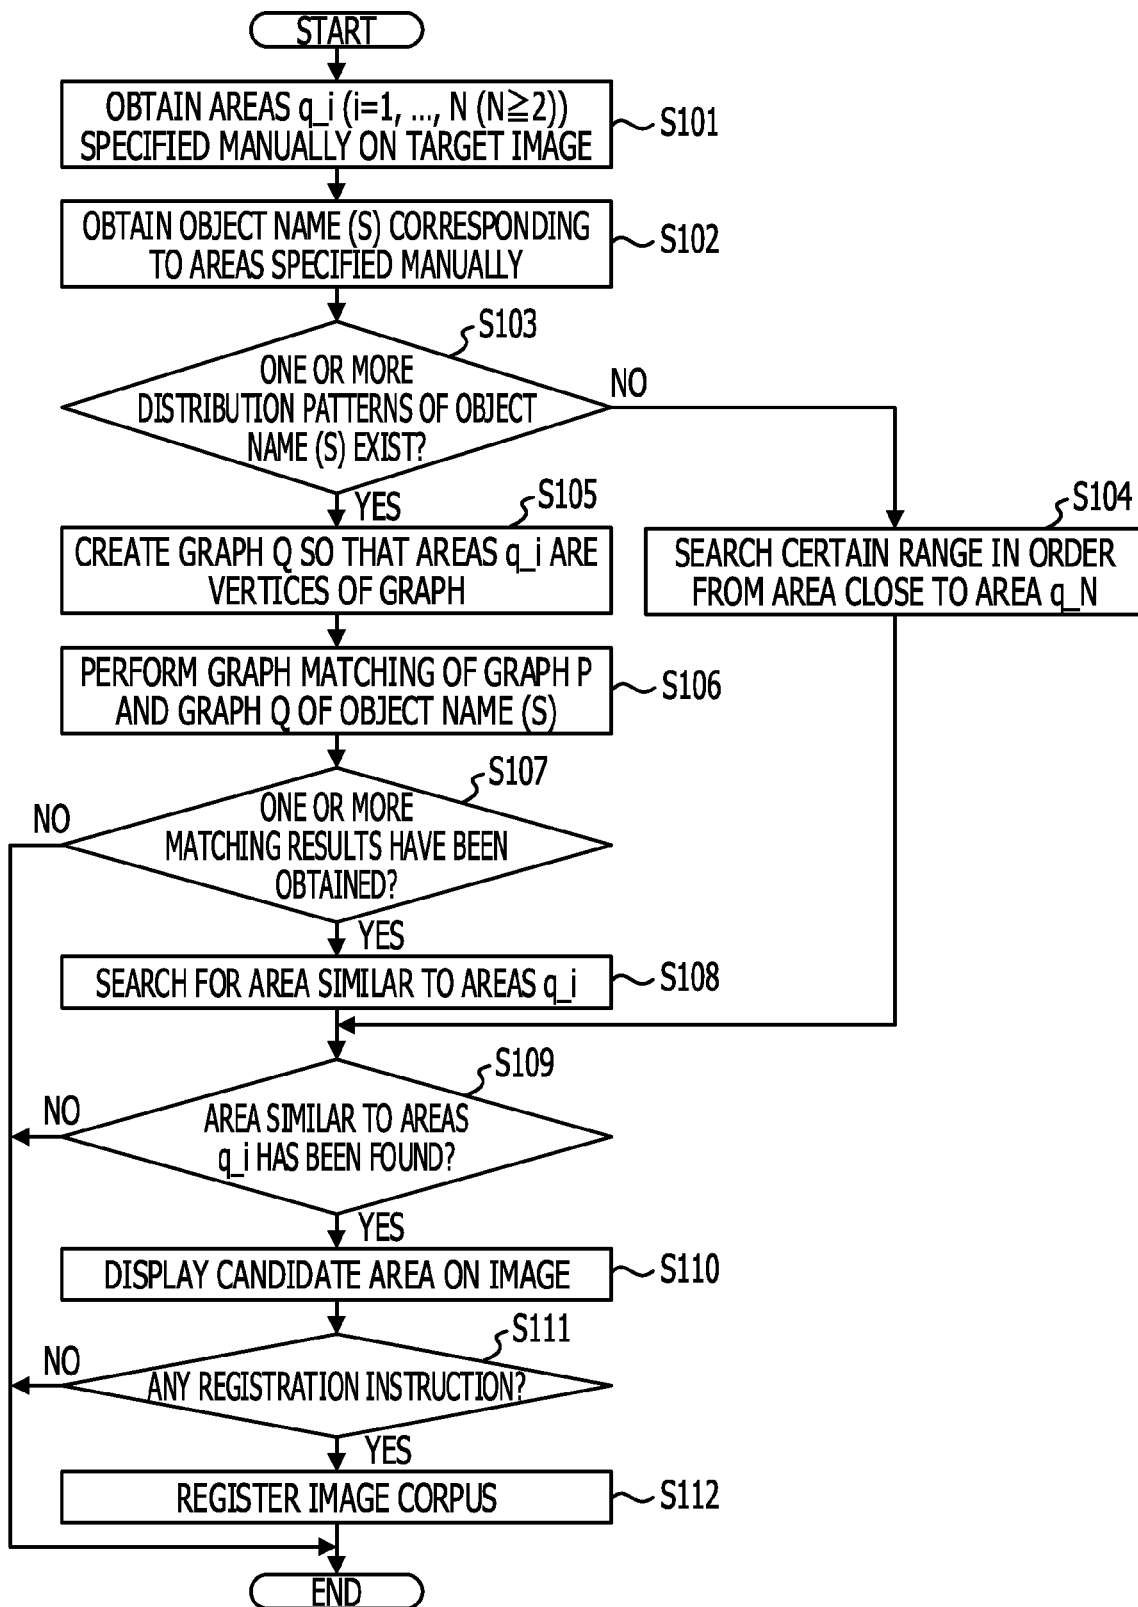 START
OBTAIN AREAS q_i (i=1, ..., N (N≧2))
SPECIFIED MANUALLY ON TARGET IMAGE
S101
OBTAIN OBJECT NAME (S) CORRESPONDING
TO AREAS SPECIFIED MANUALLY
S102
S103
ONE OR MORE
DISTRIBUTION PATTERNS OF OBJECT
NAME (S) EXIST?
NO
YES
S105
CREATE GRAPH Q SO THAT AREAS q_i ARE
VERTICES OF GRAPH
S104
SEARCH CERTAIN RANGE IN ORDER
FROM AREA CLOSE TO AREA q_N
PERFORM GRAPH MATCHING OF GRAPH P
AND GRAPH Q OF OBJECT NAME (S)
S106
S107
ONE OR MORE
MATCHING RESULTS HAVE BEEN
OBTAINED?
NO
YES
SEARCH FOR AREA SIMILAR TO AREAS q_i
S108
S109
AREA SIMILAR TO AREAS
q_i HAS BEEN FOUND?
NO
YES
DISPLAY CANDIDATE AREA ON IMAGE
S110
S111
ANY REGISTRATION INSTRUCTION?
NO
YES
REGISTER IMAGE CORPUS
S112
END